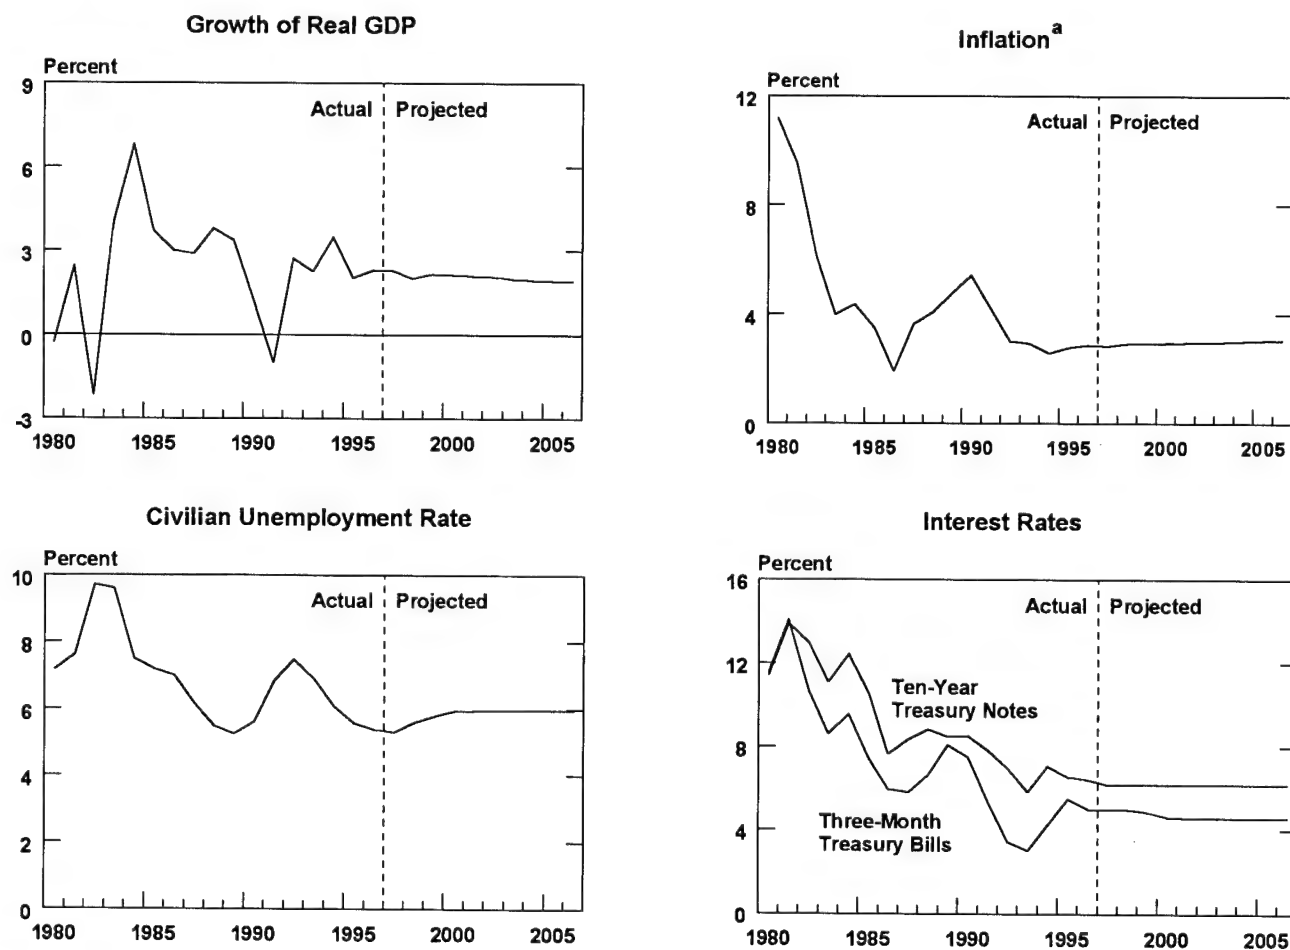 Growth of Real GDP
Percent
9
6
3
0
-3
Actual Projected
1980 1985 1990 1995 2000 2005
Inflation a
Percent
12
8
4
0
Actual Projected
1980 1985 1990 1995 2000 2005
Civilian Unemployment Rate
Percent
10
8
6
4
2
0
Actual Projected
1980 1985 1990 1995 2000 2005
Interest Rates
Percent
16
12
8
4
0
Actual Projected
Ten-Year
Treasury Notes
Three-Month
Treasury Bills
1980 1985 1990 1995 2000 2005